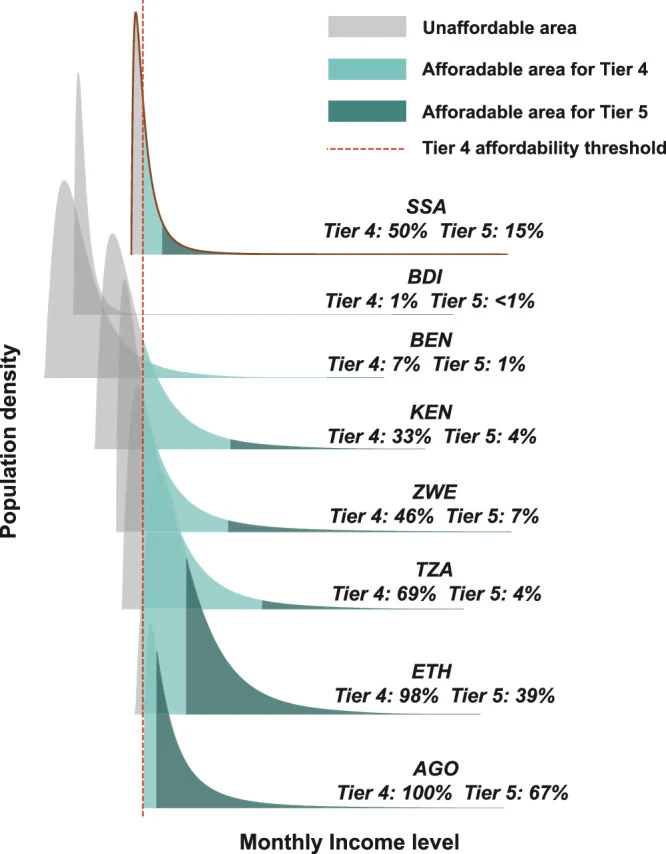 Unaffordable area
Afforadable area for Tier 4
Afforadable area for Tier 5
Tier 4 affordability threshold
SSA
Tier 4: 50% Tier 5: 15%
BDI
Tier 4: 1% Tier 5: <1%
BEN
Tier 4: 7% Tier 5: 1%
KEN
Tier 4: 33% Tier 5: 4%
ZWE
Tier 4: 46% Tier 5: 7%
TZA
Tier 4: 69% Tier 5: 4%
ETH
Tier 4: 98% Tier 5: 39%
AGO
Tier 4: 100% Tier 5: 67%
Population density
Monthly Income level